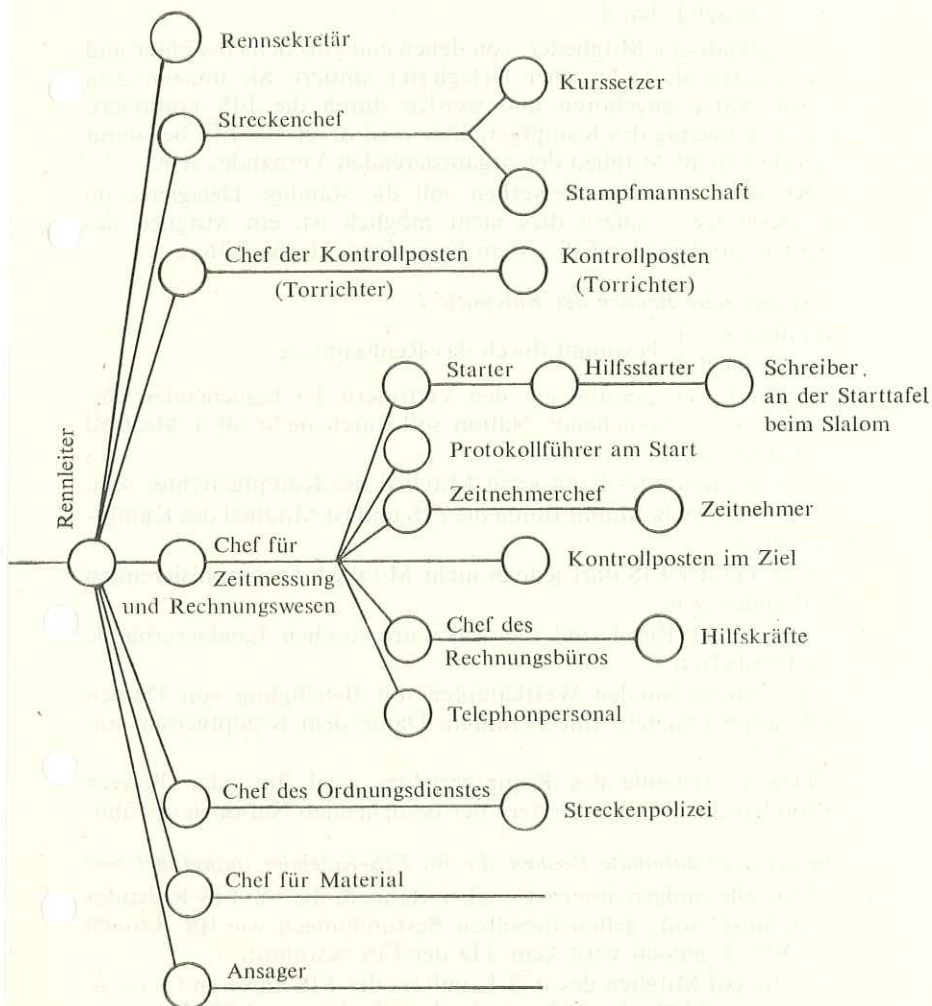 Rennsekretär
Streckenchef
Kurssetzer
Stampfmannschaft
Chef der Kontrollposten
(Torrichter)
Kontrollposten
(Torrichter)
Starter
Hilfsstarter
Schreiber
an der Starttafel
beim Slalom
Protokollführer am Start
Zeitnehmerchef
Zeitnehmer
Rennleiter
Chef für
Zeitmessung
und Rechnungswesen
Kontrollposten im Ziel
Chef des
Rechnungsbüros
Hilfskräfte
Telephonpersonal
Chef des Ordnungsdienstes
Streckenpolizei
Chef für Material
Ansager